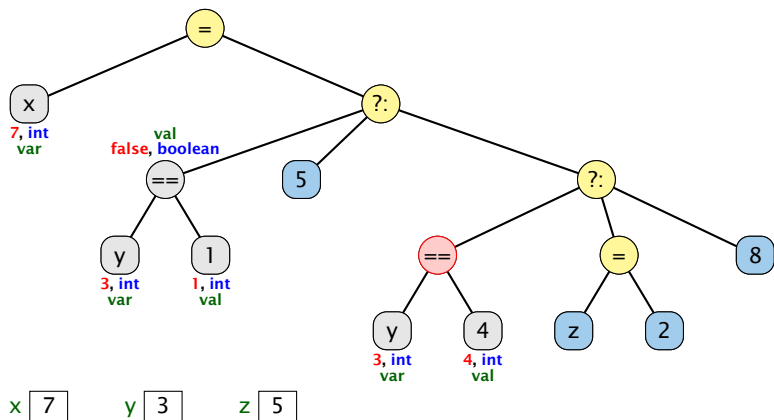 =
x
7, int
var
?:
val
false, boolean
==
5
?:
y
3, int
var
1
1, int
val
==
=
8
y
3, int
var
4
4, int
val
z
2
x 7 y 3 z 5